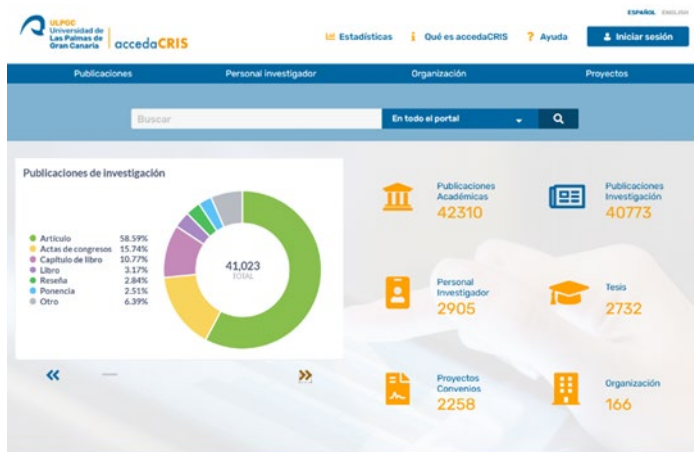 ESPAÑOL ENGLISH
ULPGC
Universidad de
Las Palmas de
Gran Canaria
accedaCRIS
Estadísticas
Qué es accedaCRIS
Ayuda
Iniciar sesión
Publicaciones
Personal investigador
Organización
Proyectos
Buscar
En todo el portal
Publicaciones de investigación
Artículo 58.59%
Actas de congresos 15.74%
Capítulo de libro 10.77%
Libro 3.17%
Reseña 2.84%
Ponencia 2.51%
Otro 6.39%
41,023
TOTAL
Publicaciones
Académicas
42310
Publicaciones
Investigación
40773
Personal
Investigador
2905
Tesis
2732
Proyectos
Convenios
2258
Organización
166